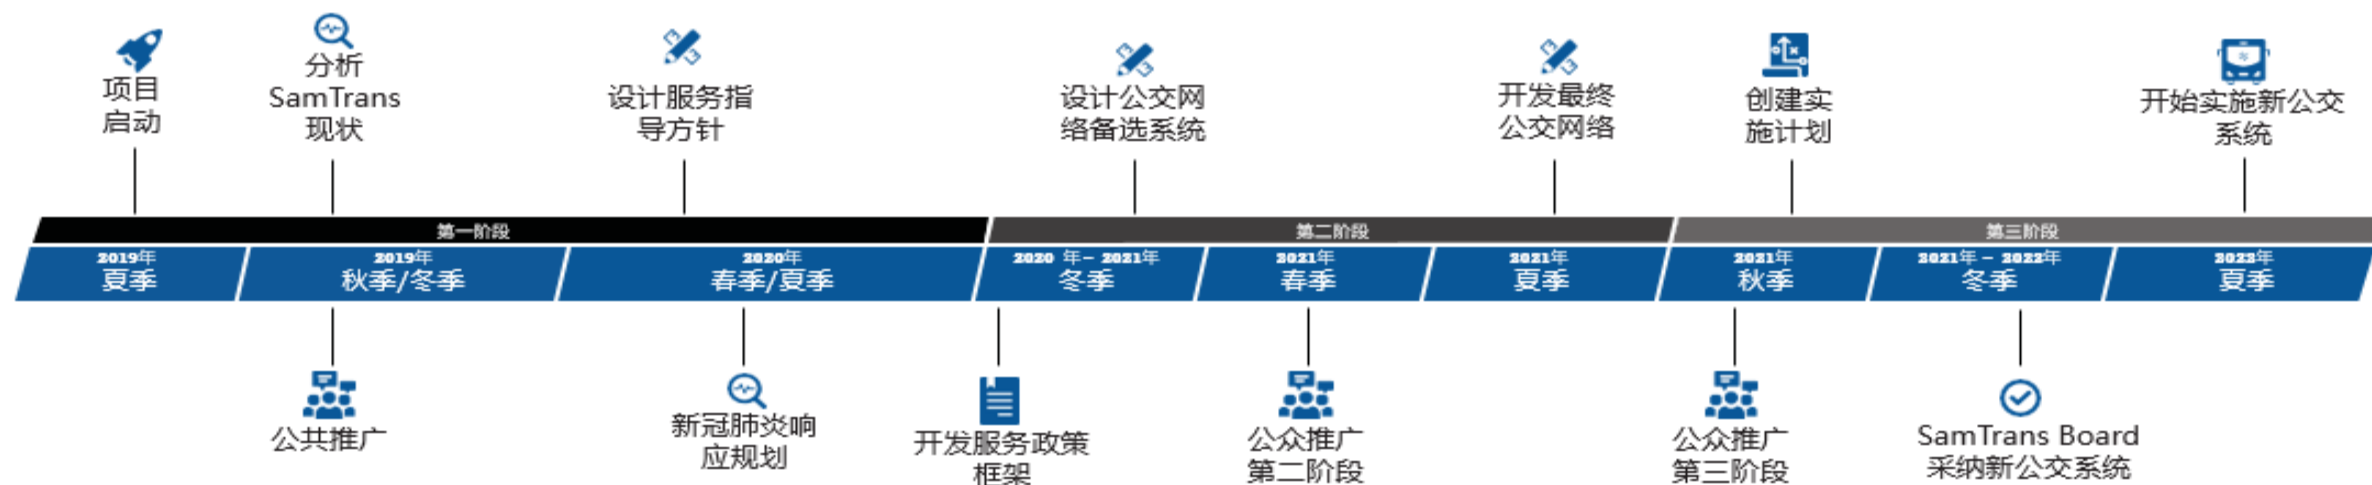 项目
启动
分析
SamTrans
现状
设计服务指
导方针
设计公交网
络备选系统
开发最终
公交网络
创建实
施计划
开始实施新公交
系统
第一阶段
第二阶段
第三阶段
2019年
夏季
2019年
秋季/冬季
2020年
春季/夏季
2020 年– 2021年
冬季
2021年
春季
2021年
夏季
2021年
秋季
2021年 – 2022年
冬季
2022年
夏季
公共推广
新冠肺炎响
应规划
开发服务政策
框架
公众推广
第二阶段
公众推广
第三阶段
SamTrans Board
采纳新公交系统